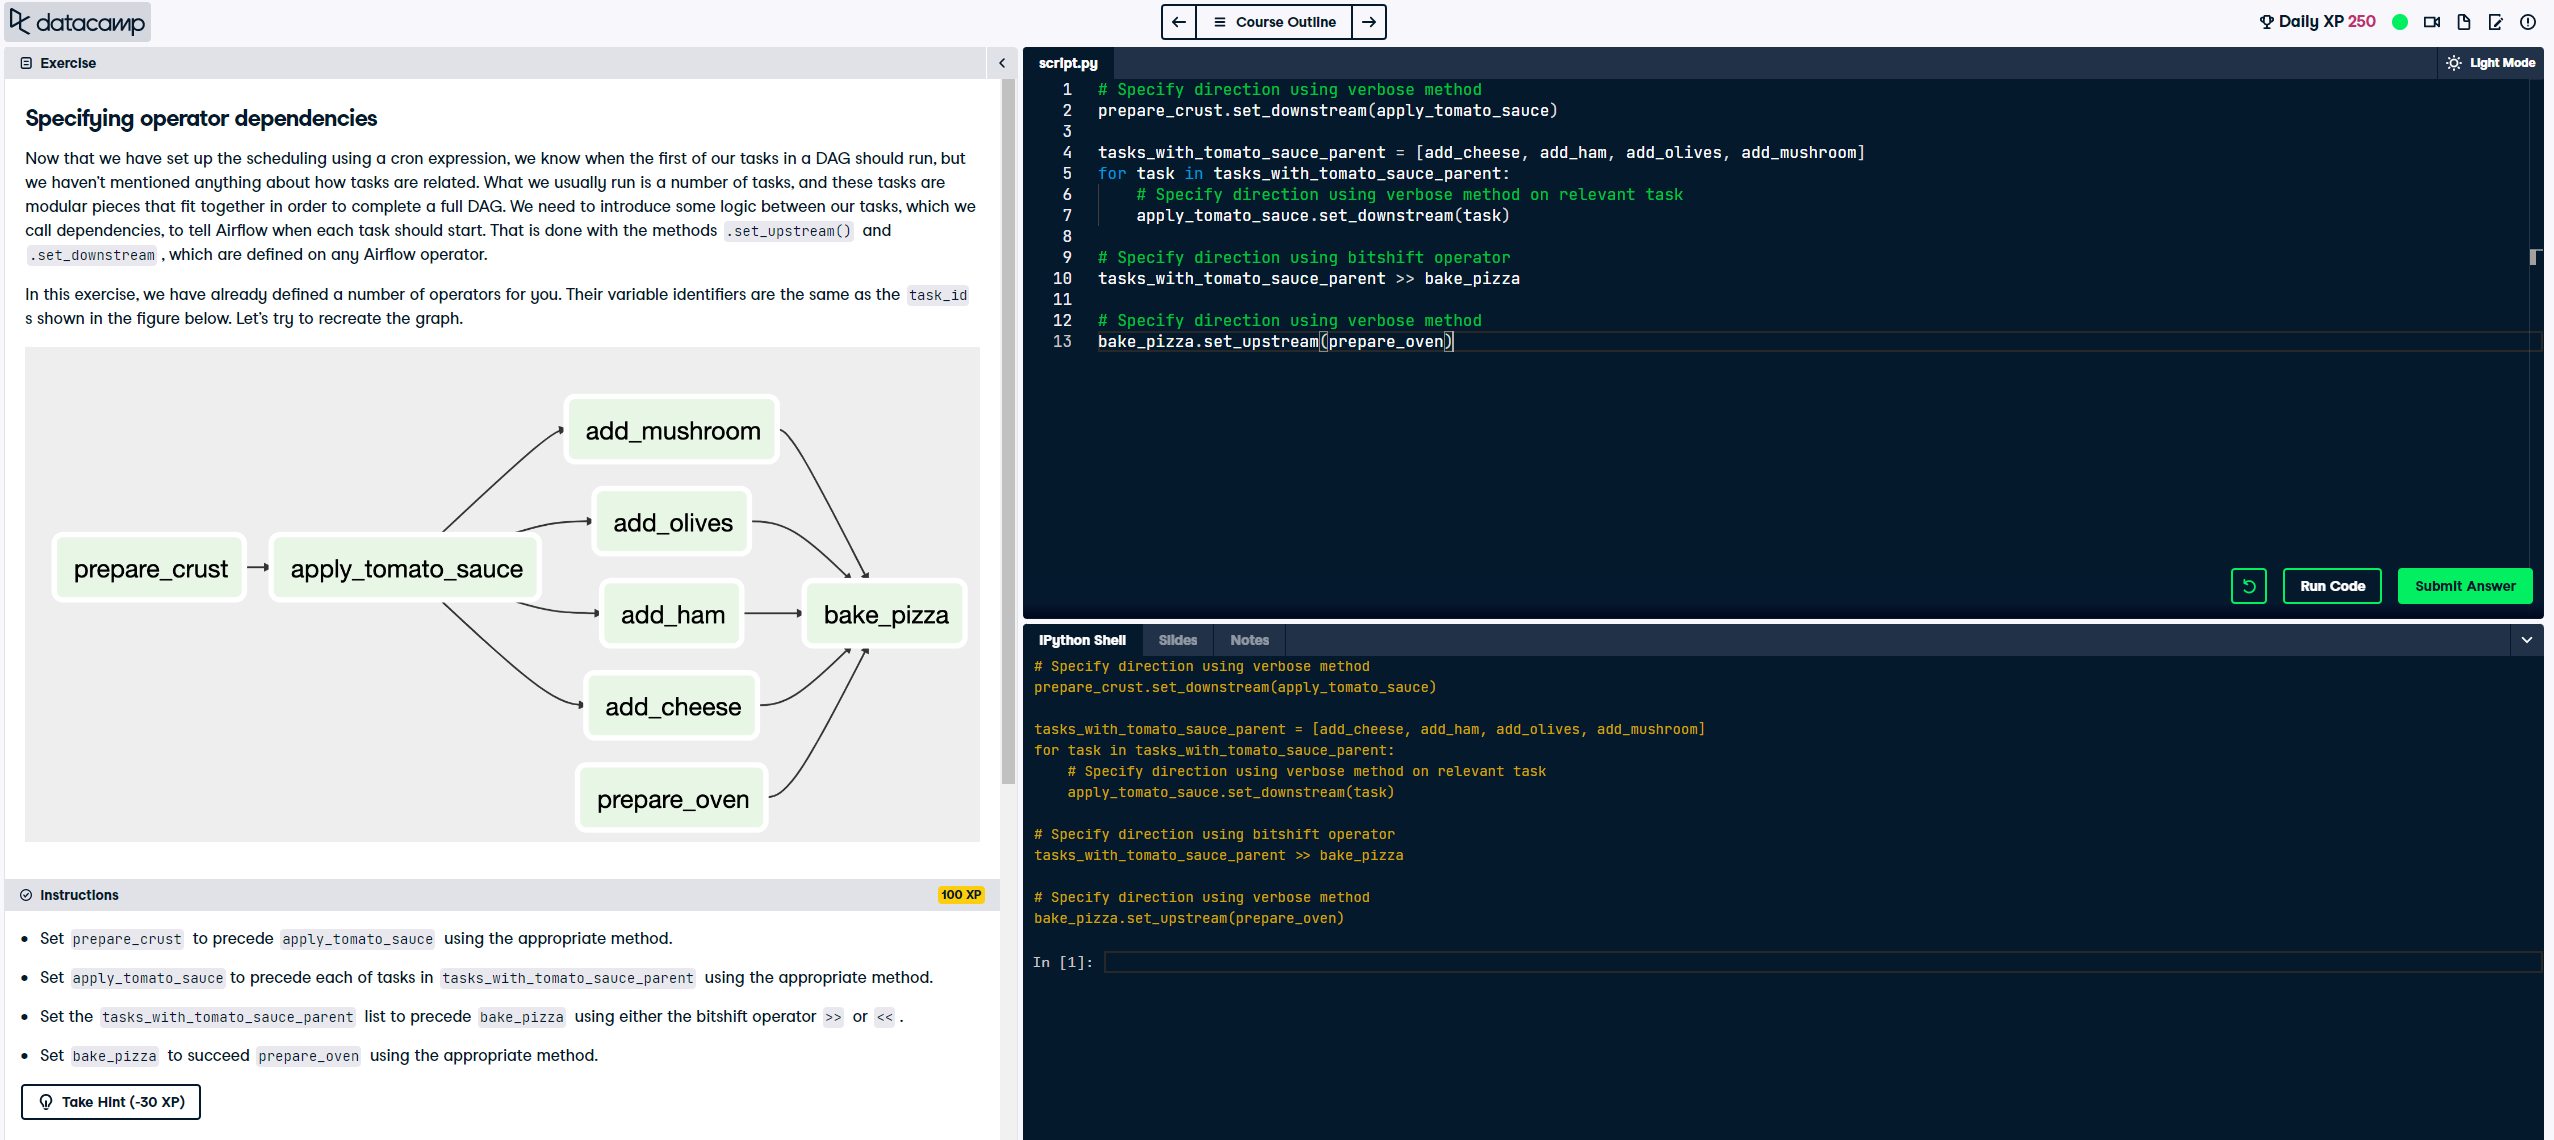 datacamp
Course Outline
Daily XP 250
Exercise
Specifying operator dependencies
Now that we have set up the scheduling using a cron expression, we know when the first of our tasks in a DAG should run, but
we haven't mentioned anything about how tasks are related. What we usually run is a number of tasks, and these tasks are
modular pieces that fit together in order to complete a full DAG. We need to introduce some logic between our tasks, which we
call dependencies, to tell Airflow when each task should start. That is done with the methods .set_upstream() and
.set_downstream , which are defined on any Airflow operator.
In this exercise, we have already defined a number of operators for you. Their variable identifiers are the same as the task_id
s shown in the figure below. Let's try to recreate the graph.
add_mushroom
add_olives
prepare_crust
apply_tomato_sauce
add_ham
bake_pizza
add_cheese
prepare_oven
Instructions
100 XP
• Set prepare_crust to precede apply_tomato_sauce using the appropriate method.
• Set apply_tomato_sauce to precede each of tasks in tasks_with_tomato_sauce_parent using the appropriate method.
• Set the tasks_with_tomato_sauce_parent list to precede bake_pizza using either the bitshift operator >> or << .
• Set bake_pizza to succeed prepare_oven using the appropriate method.
Take Hint (-30 XP)
script.py
Light Mode
1 # Specify direction using verbose method
2 prepare_crust.set_downstream(apply_tomato_sauce)
3
4 tasks_with_tomato_sauce_parent = [add_cheese, add_ham, add_olives, add_mushroom]
5 for task in tasks_with_tomato_sauce_parent:
6     # Specify direction using verbose method on relevant task
7     apply_tomato_sauce.set_downstream(task)
8
9 # Specify direction using bitshift operator
10 tasks_with_tomato_sauce_parent >> bake_pizza
11
12 # Specify direction using verbose method
13 bake_pizza.set_upstream(prepare_oven)
Run Code
Submit Answer
IPython Shell
Slides
Notes
# Specify direction using verbose method
prepare_crust.set_downstream(apply_tomato_sauce)
tasks_with_tomato_sauce_parent = [add_cheese, add_ham, add_olives, add_mushroom]
for task in tasks_with_tomato_sauce_parent:
    # Specify direction using verbose method on relevant task
    apply_tomato_sauce.set_downstream(task)
# Specify direction using bitshift operator
tasks_with_tomato_sauce_parent >> bake_pizza
# Specify direction using verbose method
bake_pizza.set_upstream(prepare_oven)
In [1]: